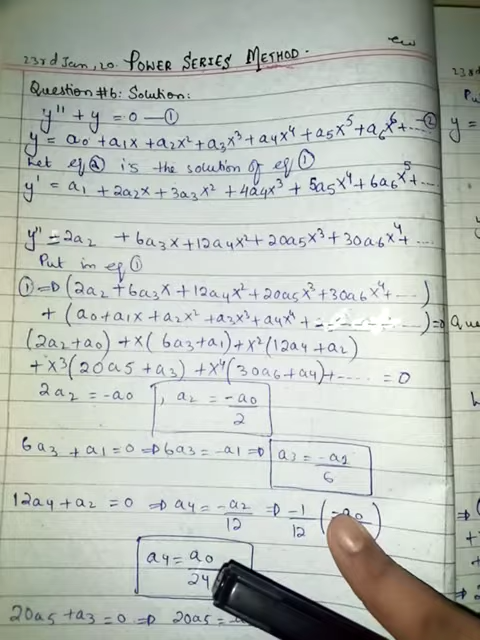 23rd Jan, 20. POWER SERIES METHOD.
Question #6: Solution:
y'' + y = 0 — ①
y = a0 + a1x + a2x² + a3x³ + a4x⁴ + a5x⁵ + a6x⁶ + ... — ②
Let eq ② is the solution of eq ①
y' = a1 + 2a2x + 3a3x² + 4a4x³ + 5a5x⁴ + 6a6x⁵ + ...
y'' = 2a2 + 6a3x + 12a4x² + 20a5x³ + 30a6x⁴ + ...
Put in eq ①
① => (2a2 + 6a3x + 12a4x² + 20a5x³ + 30a6x⁴ + ...)
+ (a0 + a1x + a2x² + a3x³ + a4x⁴ + ...) = 0
(2a2 + a0) + x(6a3 + a1) + x²(12a4 + a2)
+ x³(20a5 + a3) + x⁴(30a6 + a4) + .... = 0
2a2 = -a0, a2 = -a0/2
6a3 + a1 = 0 => 6a3 = -a1 => a3 = -a1/6
12a4 + a2 = 0 => a4 = -a2/12 => -1/12 (-a0
a4 = a0/24
20a5 + a3 = 0 => 20a5 =